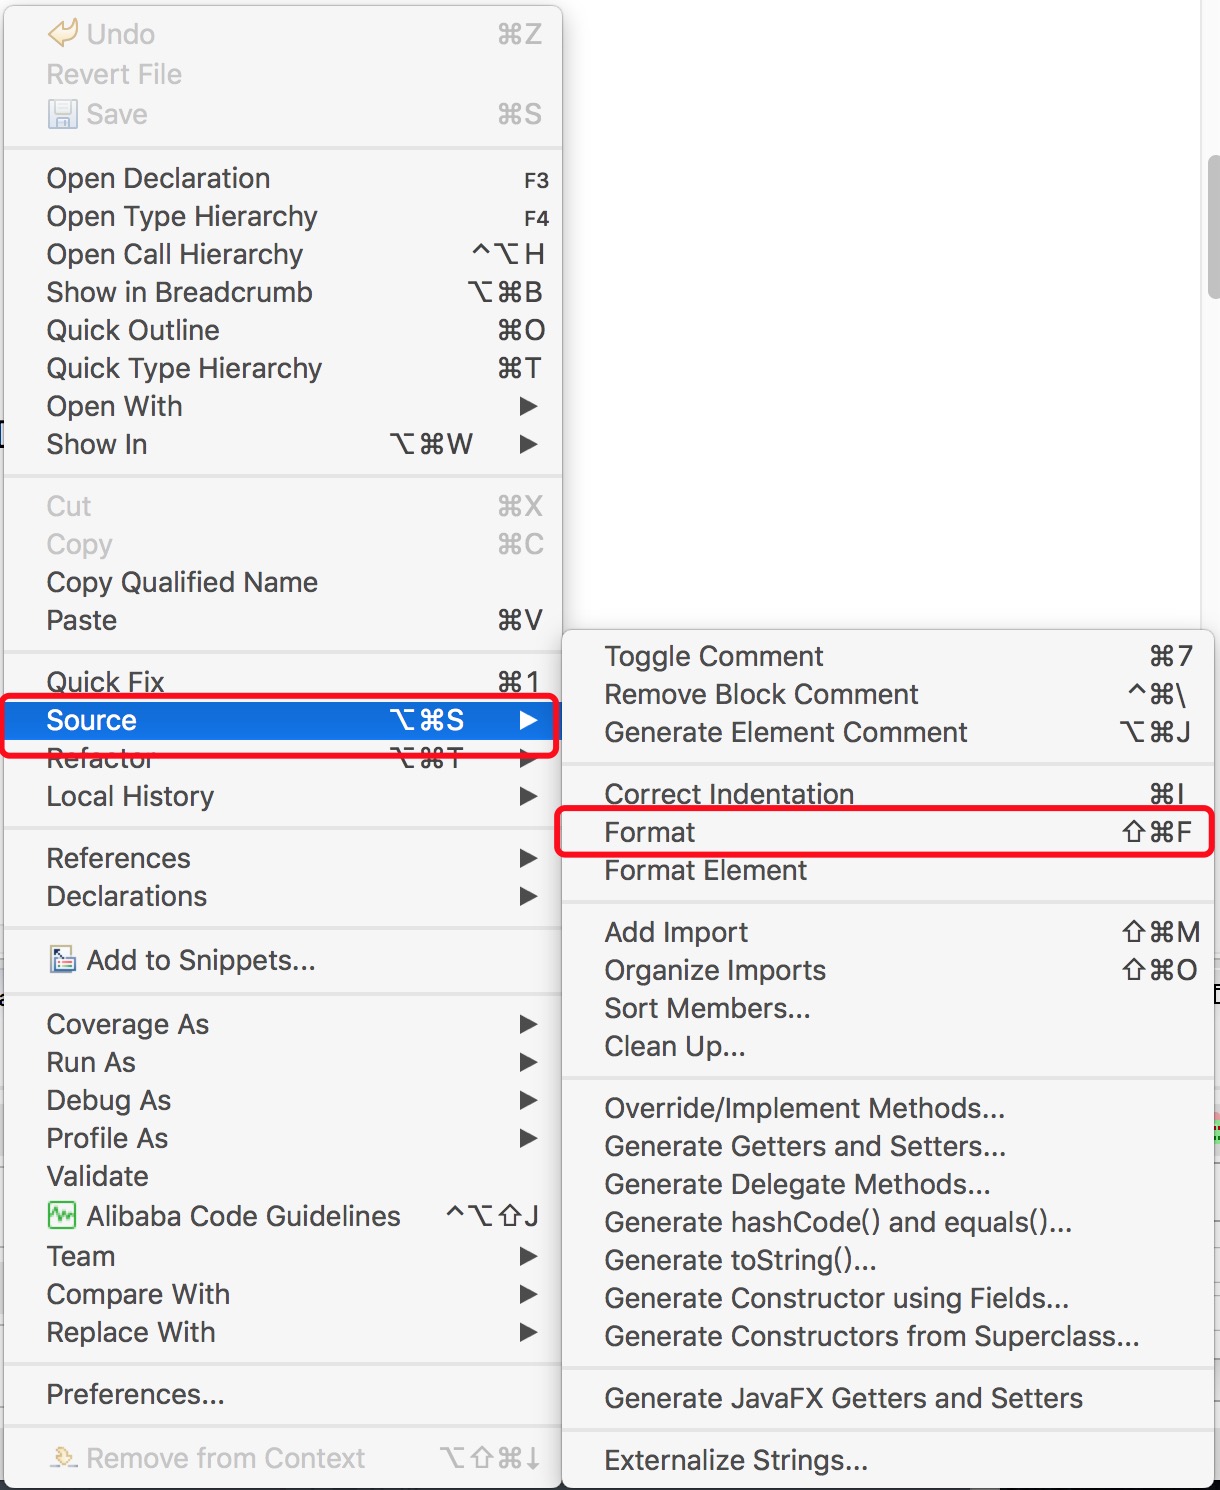 Undo ⌘Z
Revert File
Save ⌘S
Open Declaration F3
Open Type Hierarchy F4
Open Call Hierarchy ^⌥H
Show in Breadcrumb ⌥⌘B
Quick Outline ⌘O
Quick Type Hierarchy ⌘T
Open With ▶
Show In ⌥⌘W ▶
Cut ⌘X
Copy ⌘C
Copy Qualified Name
Paste ⌘V
Quick Fix ⌘1
Source ⌥⌘S ▶
Refactor ⌥⌘T ▶
Local History ▶
References ▶
Declarations ▶
Add to Snippets...
Coverage As ▶
Run As ▶
Debug As ▶
Profile As ▶
Validate
Alibaba Code Guidelines ^⌥⇧J
Team ▶
Compare With ▶
Replace With ▶
Preferences...
Remove from Context ⌥⇧⌘↓
Toggle Comment ⌘7
Remove Block Comment ^⌘\
Generate Element Comment ⌥⌘J
Correct Indentation ⌘I
Format ⇧⌘F
Format Element
Add Import ⇧⌘M
Organize Imports ⇧⌘O
Sort Members...
Clean Up...
Override/Implement Methods...
Generate Getters and Setters...
Generate Delegate Methods...
Generate hashCode() and equals()...
Generate toString()...
Generate Constructor using Fields...
Generate Constructors from Superclass...
Generate JavaFX Getters and Setters
Externalize Strings...